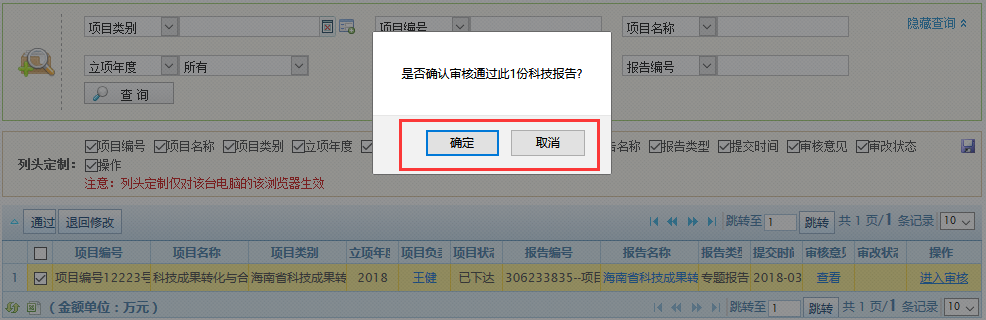 项目类别 项目编号 项目名称 隐藏查询
是否确认审核通过此1份科技报告?
立项年度 所有 报告编号
查 询
确定 取消
列头定制: 项目编号 项目名称 项目类别 立项年度 告名称 报告类型 提交时间 审核意见 审改状态
操作
注意：列头定制仅对该台电脑的该浏览器生效
通过 退回修改 跳转至 1 跳转 共 1 页/1 条记录 10
项目编号 项目名称 项目类别 立项年度 项目负责 项目状态 报告编号 报告名称 报告类型 提交时间 审核意见 审改状态 操作
1 项目编号12223号 科技成果转化与合 海南省科技成果转 2018 王健 已下达 306233835--项目 海南省科技成果转 专题报告 2018-03 查看 进入审核
(金额单位：万元) 跳转至 1 跳转 共 1 页/1 条记录 10